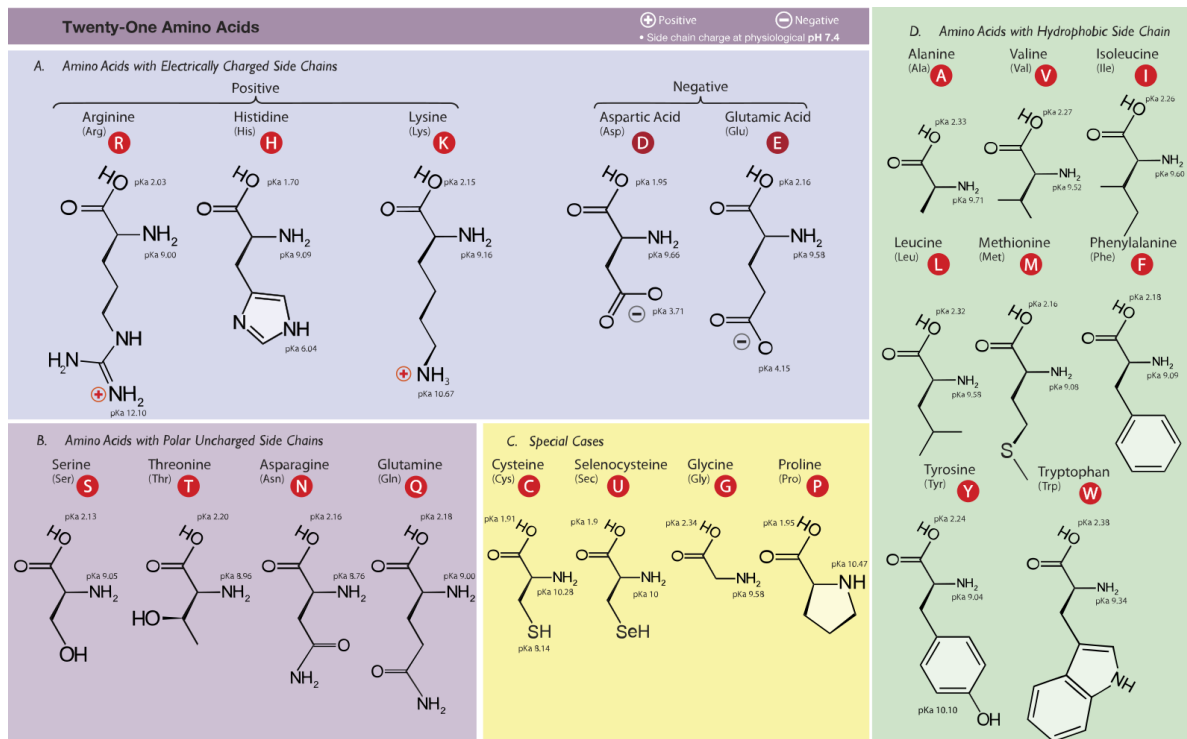 Twenty-One Amino Acids
⊕ Positive
⊖ Negative
• Side chain charge at physiological pH 7.4
A. Amino Acids with Electrically Charged Side Chains
Positive
Negative
Arginine
(Arg)
R
Histidine
(His)
H
Lysine
(Lys)
K
Aspartic Acid
(Asp)
D
Glutamic Acid
(Glu)
E
HO
pKa 2.03
O
NH2
pKa 9.00
NH
H2N
NH2
pKa 12.10
HO
pKa 1.70
O
NH2
pKa 9.09
N
NH
pKa 6.04
HO
pKa 2.15
O
NH2
pKa 9.16
NH3
pKa 10.67
HO
pKa 1.95
O
NH2
pKa 9.66
O
O
pKa 3.71
HO
pKa 2.16
O
NH2
pKa 9.58
O
O
pKa 4.15
B. Amino Acids with Polar Uncharged Side Chains
Serine
(Ser)
S
Threonine
(Thr)
T
Asparagine
(Asn)
N
Glutamine
(Gln)
Q
pKa 2.13
HO
O
pKa 9.05
NH2
OH
pKa 2.20
HO
O
pKa 8.96
NH2
HO
pKa 2.16
HO
O
pKa 8.76
NH2
O
NH2
pKa 2.18
HO
O
pKa 9.00
NH2
O
NH2
C. Special Cases
Cysteine
(Cys)
C
Selenocysteine
(Sec)
U
Glycine
(Gly)
G
Proline
(Pro)
P
pKa 1.91
HO
O
NH2
pKa 10.28
SH
pKa 8.14
pKa 1.9
HO
O
NH2
pKa 10
SeH
pKa 2.34
HO
O
NH2
pKa 9.58
pKa 1.95
HO
O
pKa 10.47
NH
D. Amino Acids with Hydrophobic Side Chain
Alanine
(Ala)
A
Valine
(Val)
V
Isoleucine
(Ile)
I
pKa 2.33
HO
O
NH2
pKa 9.71
pKa 2.27
HO
O
NH2
pKa 9.52
pKa 2.26
HO
O
NH2
pKa 9.60
Leucine
(Leu)
L
Methionine
(Met)
M
Phenylalanine
(Phe)
F
pKa 2.32
HO
O
NH2
pKa 9.58
pKa 2.16
HO
O
NH2
pKa 9.08
S
pKa 2.18
HO
O
NH2
pKa 9.09
Tyrosine
(Tyr)
Y
Tryptophan
(Trp)
W
pKa 2.24
HO
O
NH2
pKa 9.04
pKa 10.10
OH
pKa 2.38
HO
O
NH2
pKa 9.34
NH